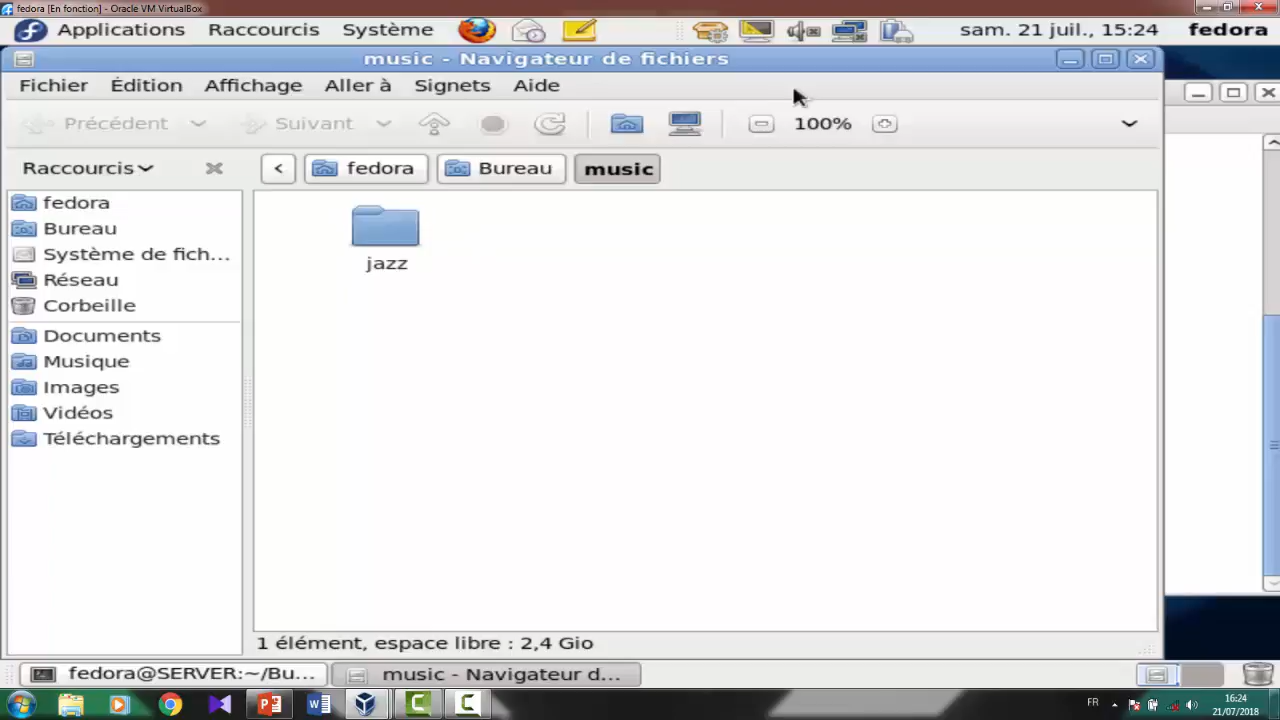 fedora [En fonction] - Oracle VM VirtualBox
Applications Raccourcis Système sam. 21 juil., 15:24 fedora
music - Navigateur de fichiers
Fichier Édition Affichage Aller à Signets Aide
Précédent Suivant 100%
Raccourcis fedora Bureau music
fedora
Bureau
Système de fich...
Réseau
Corbeille
Documents
Musique
Images
Vidéos
Téléchargements
jazz
1 élément, espace libre : 2,4 Gio
fedora@SERVER:~/Bu... music - Navigateur d...
FR 16:24
21/07/2018